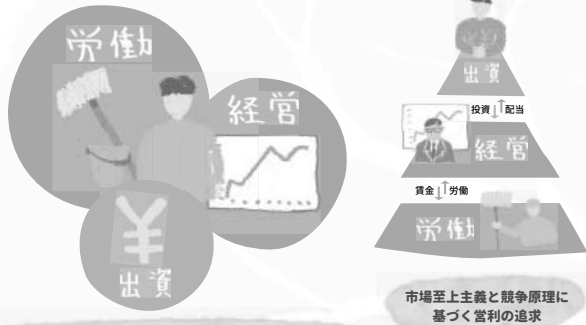 労働
経営
¥
出資
出資
投資 配当
経営
賃金 労働
労働
市場至上主義と競争原理に
基づく営利の追求